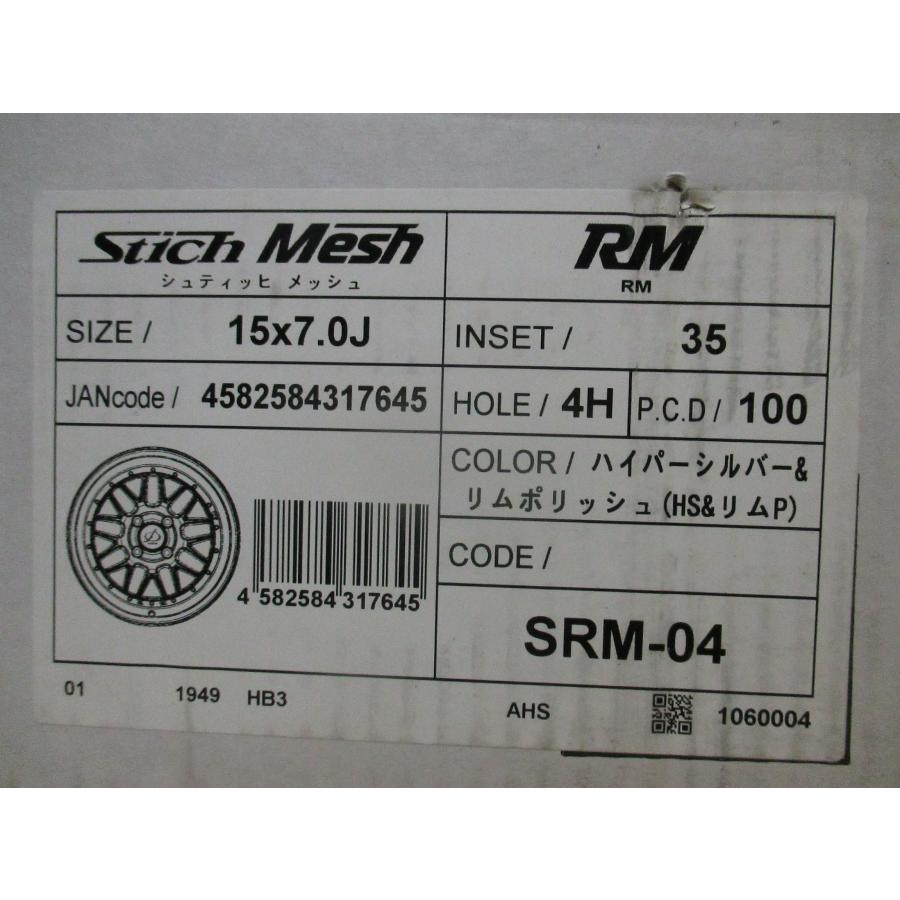 Stich Mesh
シュティッヒ メッシュ
RM
RM
SIZE / 15x7.0J
INSET / 35
JANcode / 4582584317645
HOLE / 4H
P.C.D / 100
COLOR / ハイパーシルバー&
リムポリッシュ(HS&リムP)
4 582584 317645
CODE /
SRM-04
01 1949 HB3 AHS 1060004